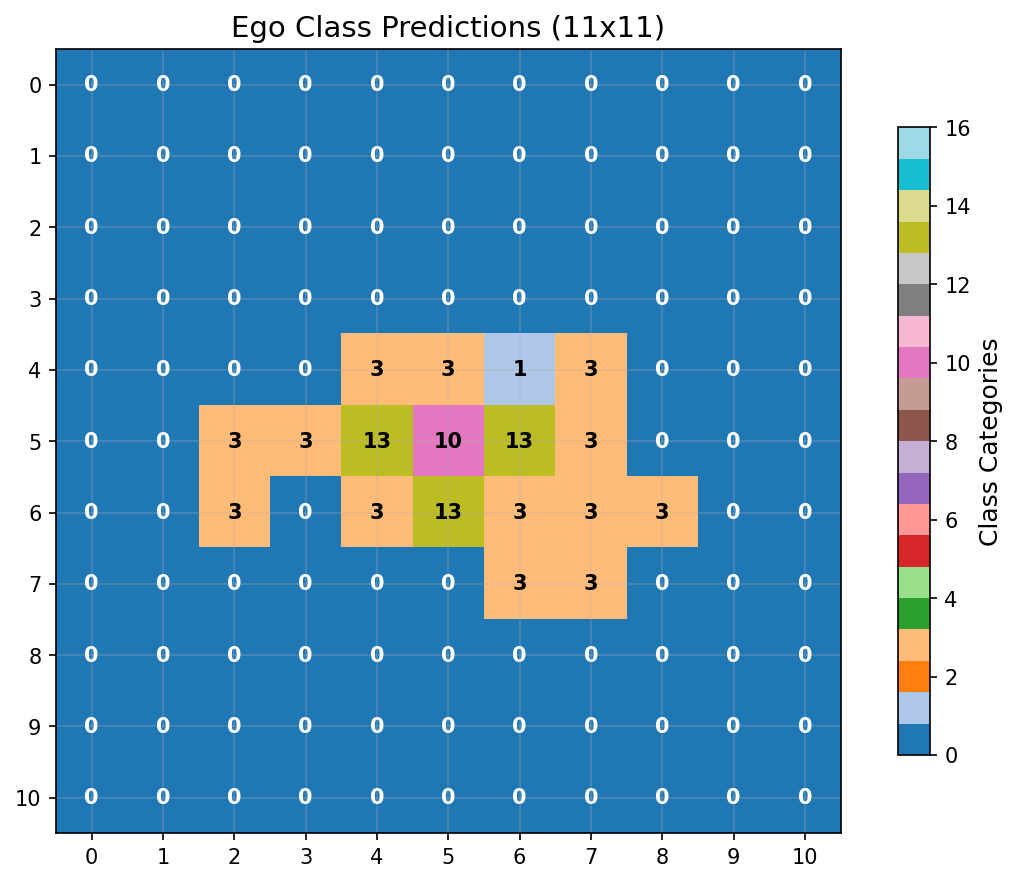 Ego Class Predictions (11x11)
0 0 0 0 0 0 0 0 0 0 0 0
1 0 0 0 0 0 0 0 0 0 0 0
2 0 0 0 0 0 0 0 0 0 0 0
3 0 0 0 0 0 0 0 0 0 0 0
4 0 0 0 0 3 3 1 3 0 0 0
5 0 0 3 3 13 10 13 3 0 0 0
6 0 0 3 0 3 13 3 3 3 0 0
7 0 0 0 0 0 0 3 3 0 0 0
8 0 0 0 0 0 0 0 0 0 0 0
9 0 0 0 0 0 0 0 0 0 0 0
10 0 0 0 0 0 0 0 0 0 0 0
0 1 2 3 4 5 6 7 8 9 10
16
14
12
10
8
6
4
2
0
Class Categories